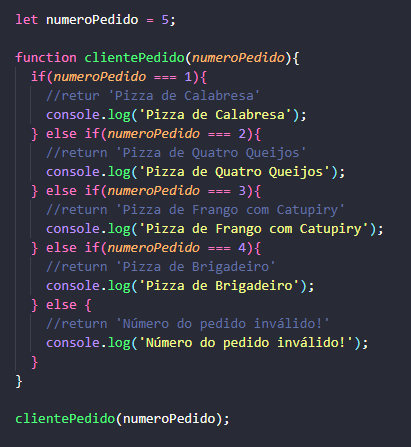 let numeroPedido = 5;

function clientePedido(numeroPedido){
  if(numeroPedido === 1){
    //retur 'Pizza de Calabresa'
    console.log('Pizza de Calabresa');
  } else if(numeroPedido === 2){
    //return 'Pizza de Quatro Queijos'
    console.log('Pizza de Quatro Queijos');
  } else if(numeroPedido === 3){
    //return 'Pizza de Frango com Catupiry'
    console.log('Pizza de Frango com Catupiry');
  } else if(numeroPedido === 4){
    //return 'Pizza de Brigadeiro'
    console.log('Pizza de Brigadeiro');
  } else {
    //return 'Número do pedido inválido!'
    console.log('Número do pedido inválido!');
  }
}

clientePedido(numeroPedido);